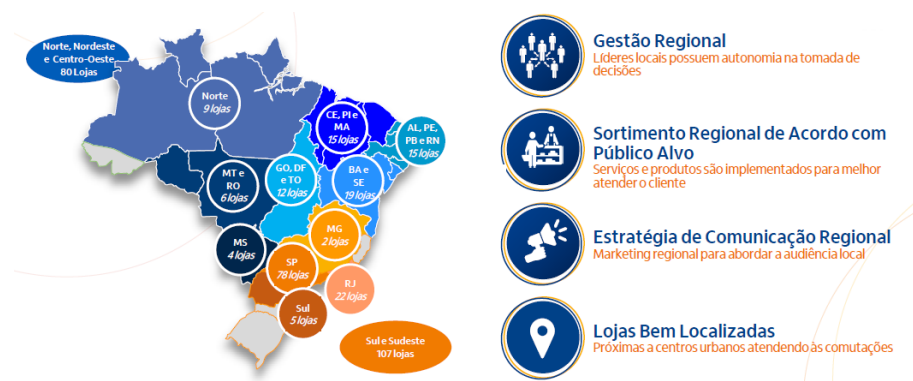 Norte, Nordeste
e Centro-Oeste
80 Lojas
Norte
9 lojas
CE, PI e
MA
15 lojas
AL, PE,
PB e RN
15 lojas
MT e
RO
6 lojas
GO, DF
e TO
12 lojas
BA e
SE
19 lojas
MS
4 lojas
MG
2 lojas
SP
78 lojas
RJ
22 lojas
Sul
5 lojas
Sul e Sudeste
107 lojas
Gestão Regional
Líderes locais possuem autonomia na tomada de
decisões
Sortimento Regional de Acordo com
Público Alvo
Serviços e produtos são implementados para melhor
atender o cliente
Estratégia de Comunicação Regional
Marketing regional para abordar a audiência local
Lojas Bem Localizadas
Próximas a centros urbanos atendendo às comutações